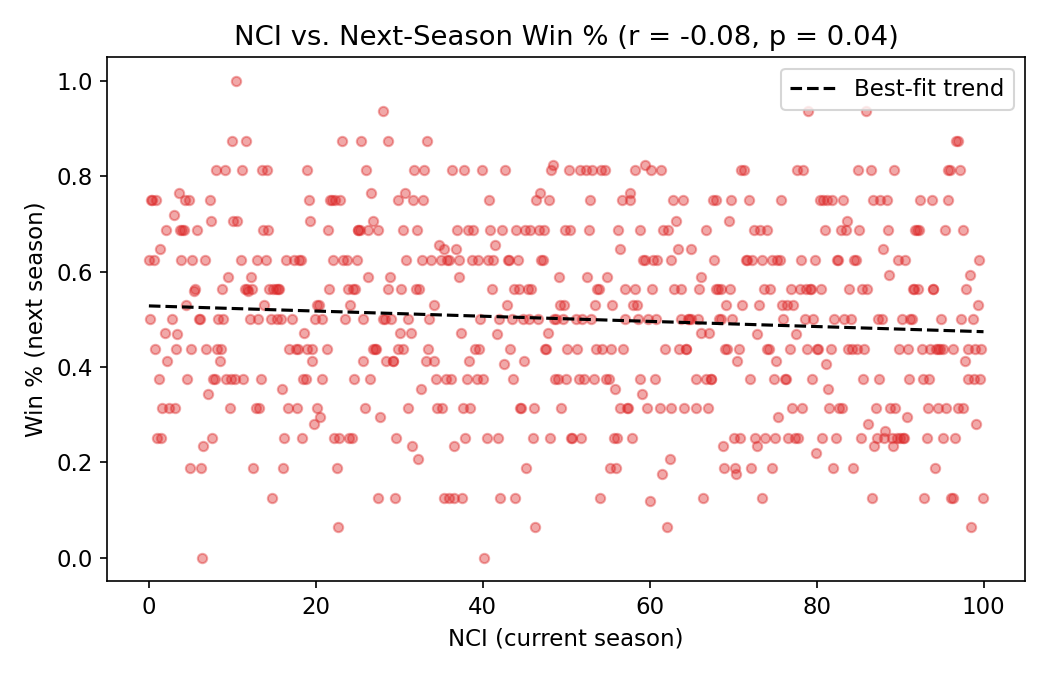 NCI vs. Next-Season Win % (r = -0.08, p = 0.04)
Best-fit trend
Win % (next season)
1.0
0.8
0.6
0.4
0.2
0.0
0 20 40 60 80 100
NCI (current season)